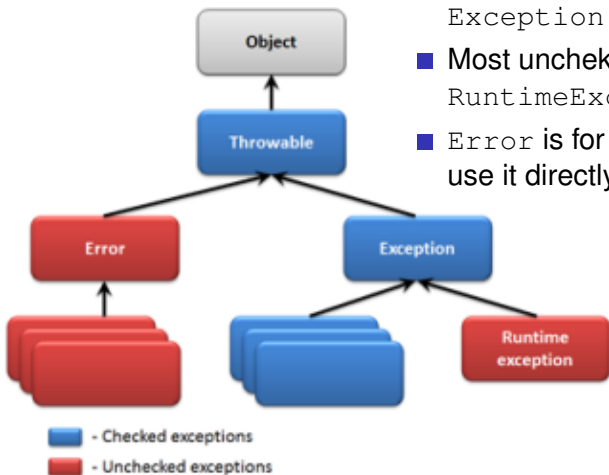 Exception
Most unchek
RuntimeExc
Error is for
use it directly
Object
Throwable
Error
Exception
Runtime
exception
- Checked exceptions
- Unchecked exceptions